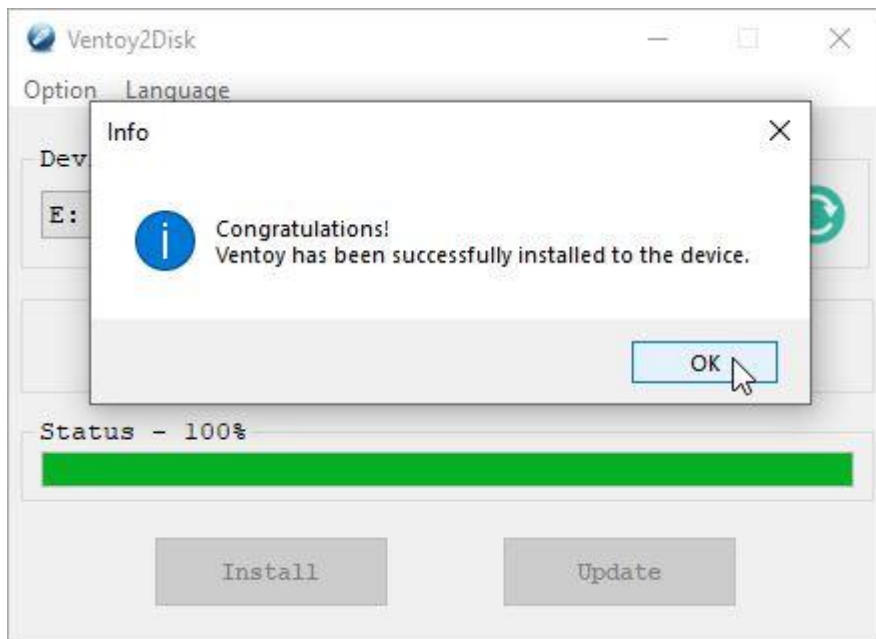 Ventoy2Disk
Option Language
Info
Dev
E:
Congratulations!
Ventoy has been successfully installed to the device.
OK
Status - 100%
Install Update